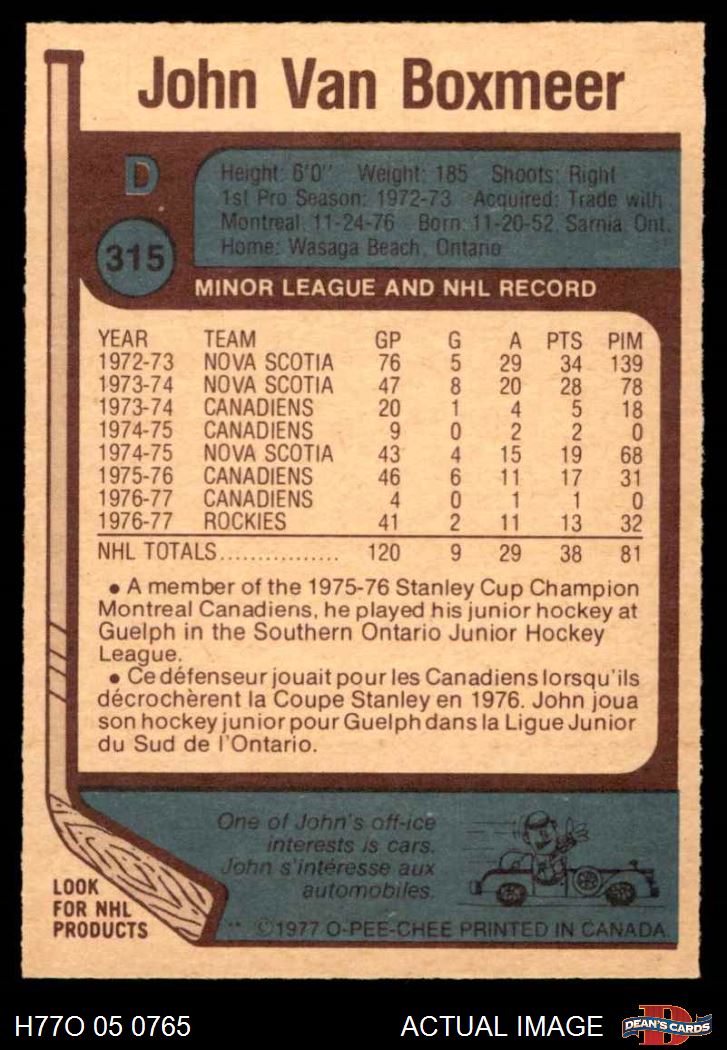 John Van Boxmeer
D
315
Height: 6'0" Weight: 185 Shoots: Right
1st Pro Season: 1972-73 Acquired: Trade with
Montreal, 11-24-76 Born: 11-20-52, Sarnia, Ont.
Home: Wasaga Beach, Ontario
MINOR LEAGUE AND NHL RECORD
YEAR TEAM GP G A PTS PIM
1972-73 NOVA SCOTIA 76 5 29 34 139
1973-74 NOVA SCOTIA 47 8 20 28 78
1973-74 CANADIENS 20 1 4 5 18
1974-75 CANADIENS 9 0 2 2 0
1974-75 NOVA SCOTIA 43 4 15 19 68
1975-76 CANADIENS 46 6 11 17 31
1976-77 CANADIENS 4 0 1 1 0
1976-77 ROCKIES 41 2 11 13 32
NHL TOTALS................ 120 9 29 38 81
• A member of the 1975-76 Stanley Cup Champion
Montreal Canadiens, he played his junior hockey at
Guelph in the Southern Ontario Junior Hockey
League.
• Ce défenseur jouait pour les Canadiens lorsqu'ils
décrochèrent la Coupe Stanley en 1976. John joua
son hockey junior pour Guelph dans la Ligue Junior
du Sud de l'Ontario.
One of John's off-ice
interests is cars.
John s'intéresse aux
automobiles.
LOOK
FOR NHL
PRODUCTS
** ©1977 O-PEE-CHEE PRINTED IN CANADA.
H77O 05 0765 ACTUAL IMAGE
D
DEAN'S CARDS